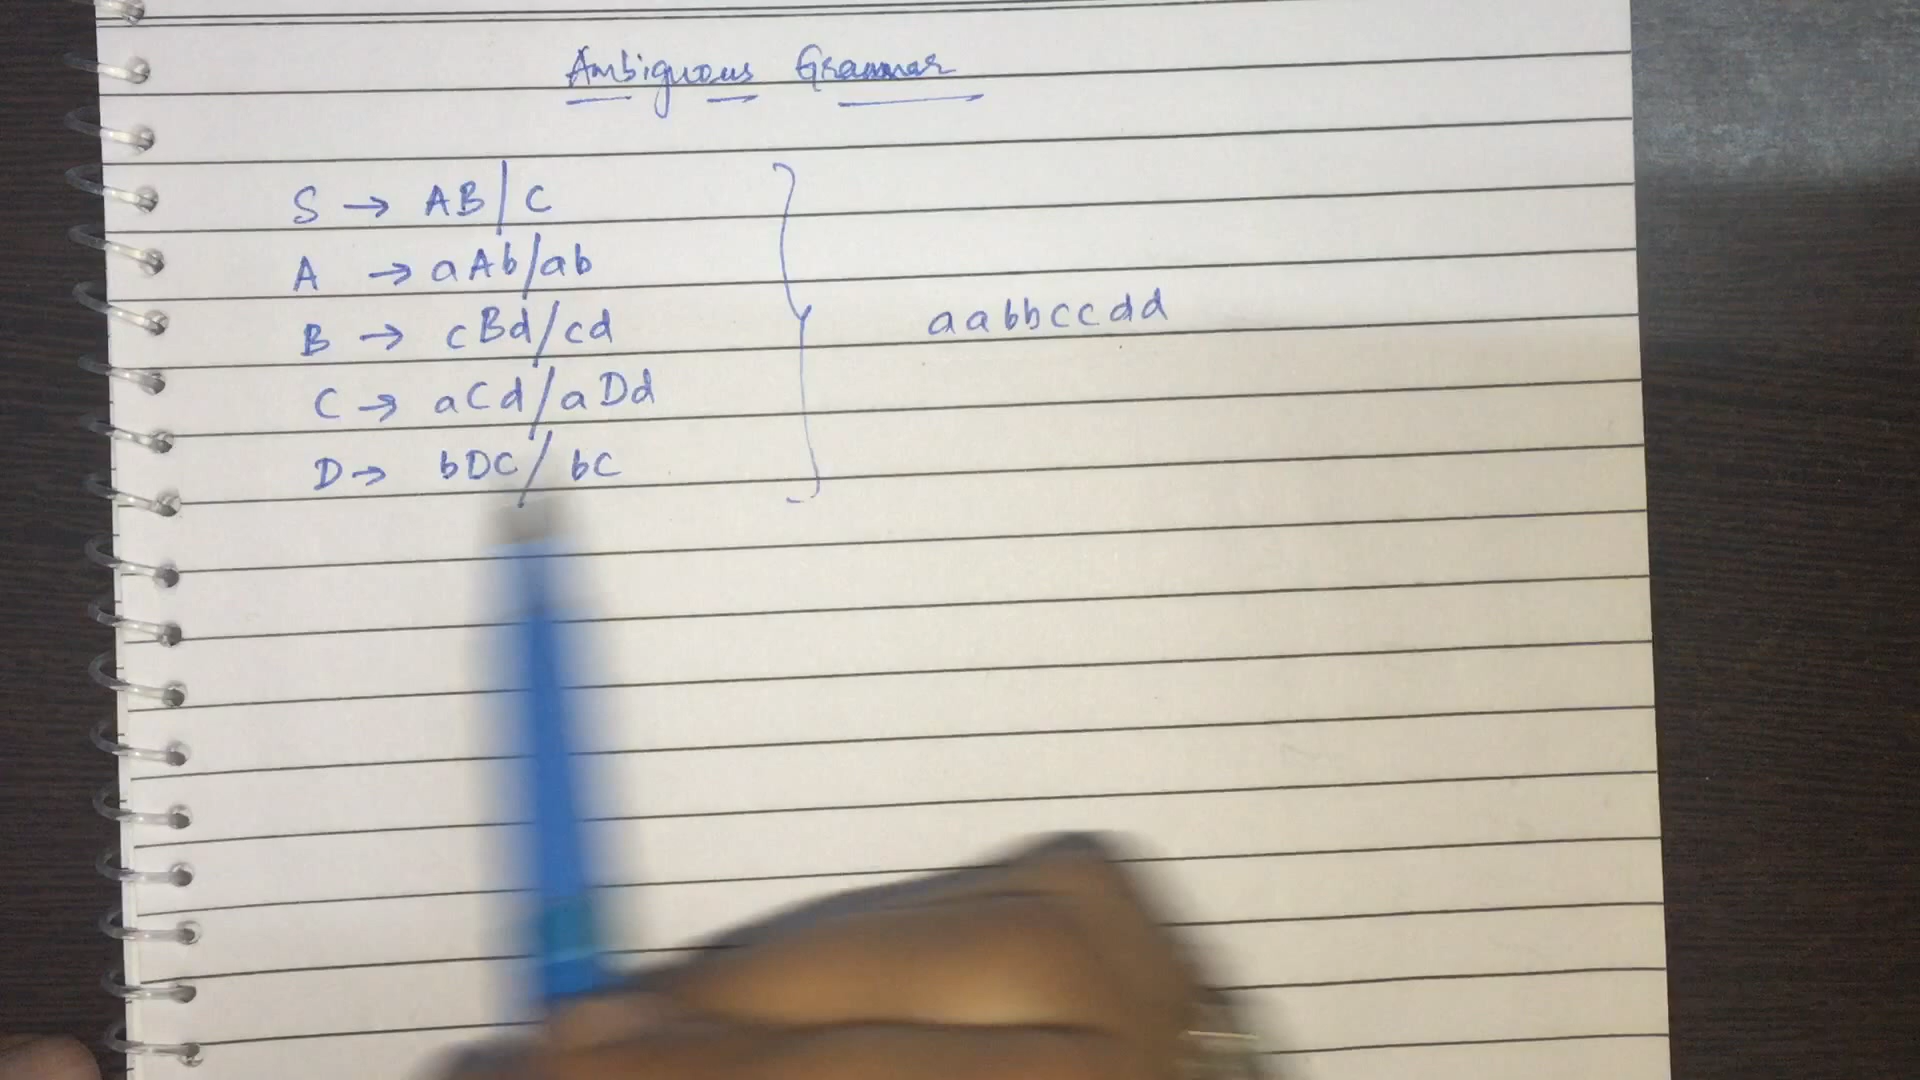 Ambiguous Grammar
S → AB/C
A → aAb/ab
B → cBd/cd
C → aCd/aDd
D → bDC/bC
aabbccdd